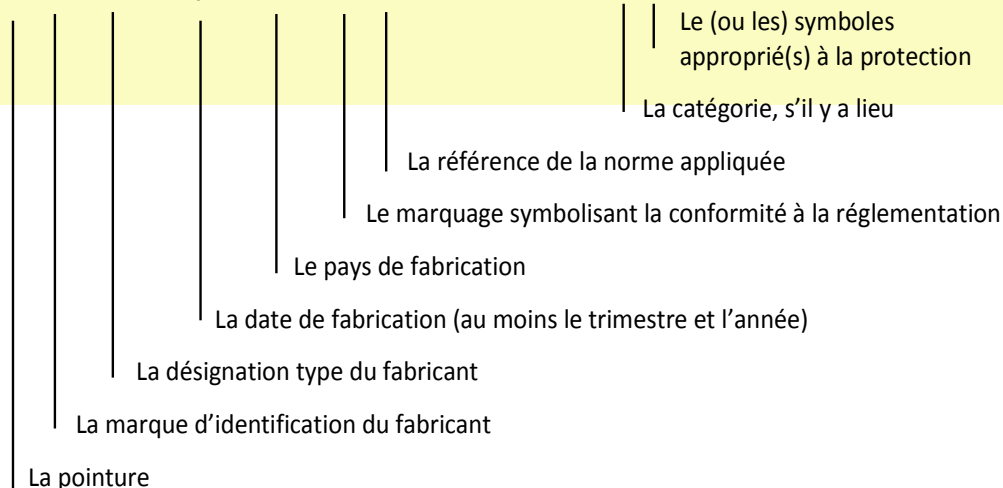 Le (ou les) symboles
approprié(s) à la protection
La catégorie, s’il y a lieu
La référence de la norme appliquée
Le marquage symbolisant la conformité à la réglementation
Le pays de fabrication
La date de fabrication (au moins le trimestre et l’année)
La désignation type du fabricant
La marque d’identification du fabricant
La pointure